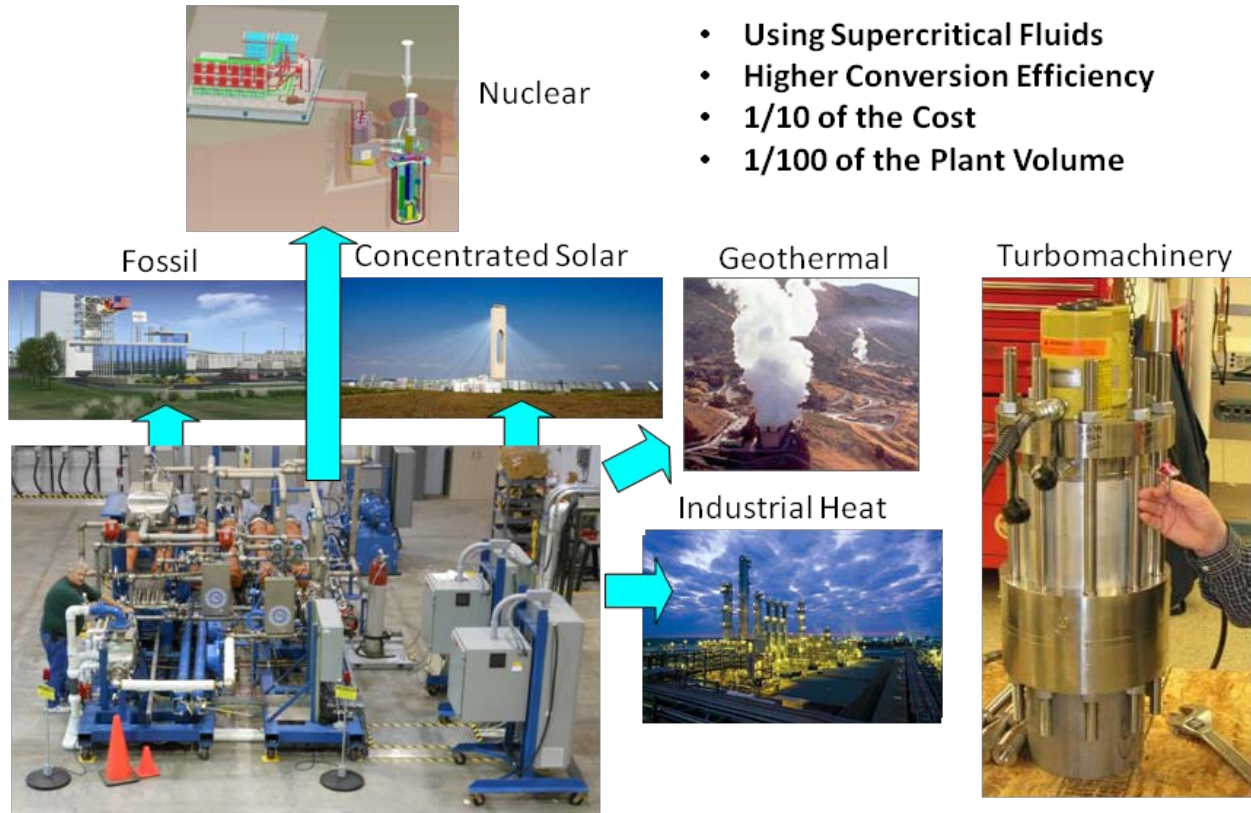 • Using Supercritical Fluids
• Higher Conversion Efficiency
• 1/10 of the Cost
• 1/100 of the Plant Volume
Nuclear
Fossil
Concentrated Solar
Geothermal
Turbomachinery
Industrial Heat